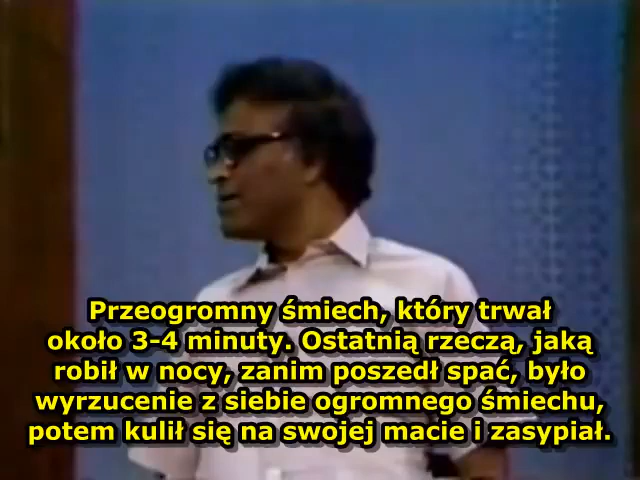 Przeogromny śmiech, który trwał
około 3-4 minuty. Ostatnią rzeczą, jaką
robił w nocy, zanim poszedł spać, było
wyrzucenie z siebie ogromnego śmiechu,
potem kulił się na swojej macie i zasypiał.